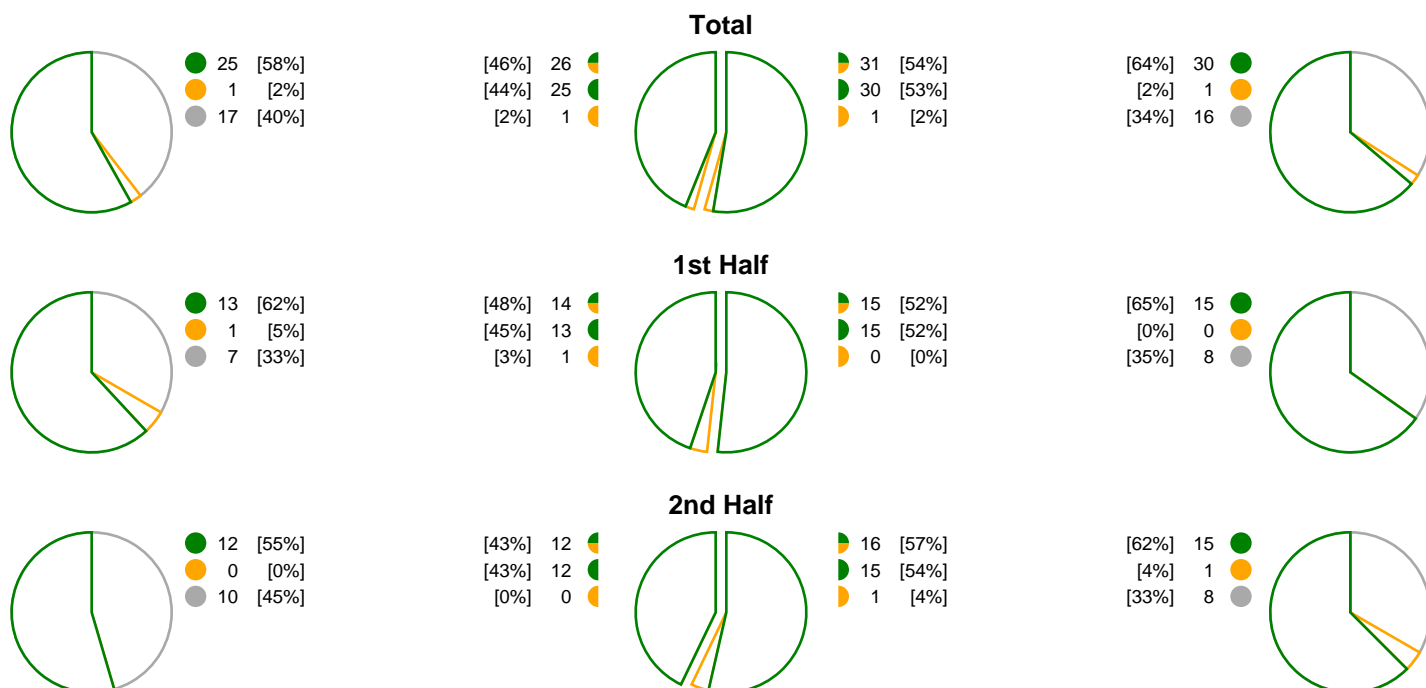 Total
25 [58%] [46%] 26 31 [54%] [64%] 30
1 [2%] [44%] 25 30 [53%] [2%] 1
17 [40%] [2%] 1 1 [2%] [34%] 16
1st Half
13 [62%] [48%] 14 15 [52%] [65%] 15
1 [5%] [45%] 13 15 [52%] [0%] 0
7 [33%] [3%] 1 0 [0%] [35%] 8
2nd Half
12 [55%] [43%] 12 16 [57%] [62%] 15
0 [0%] [43%] 12 15 [54%] [4%] 1
10 [45%] [0%] 0 1 [4%] [33%] 8